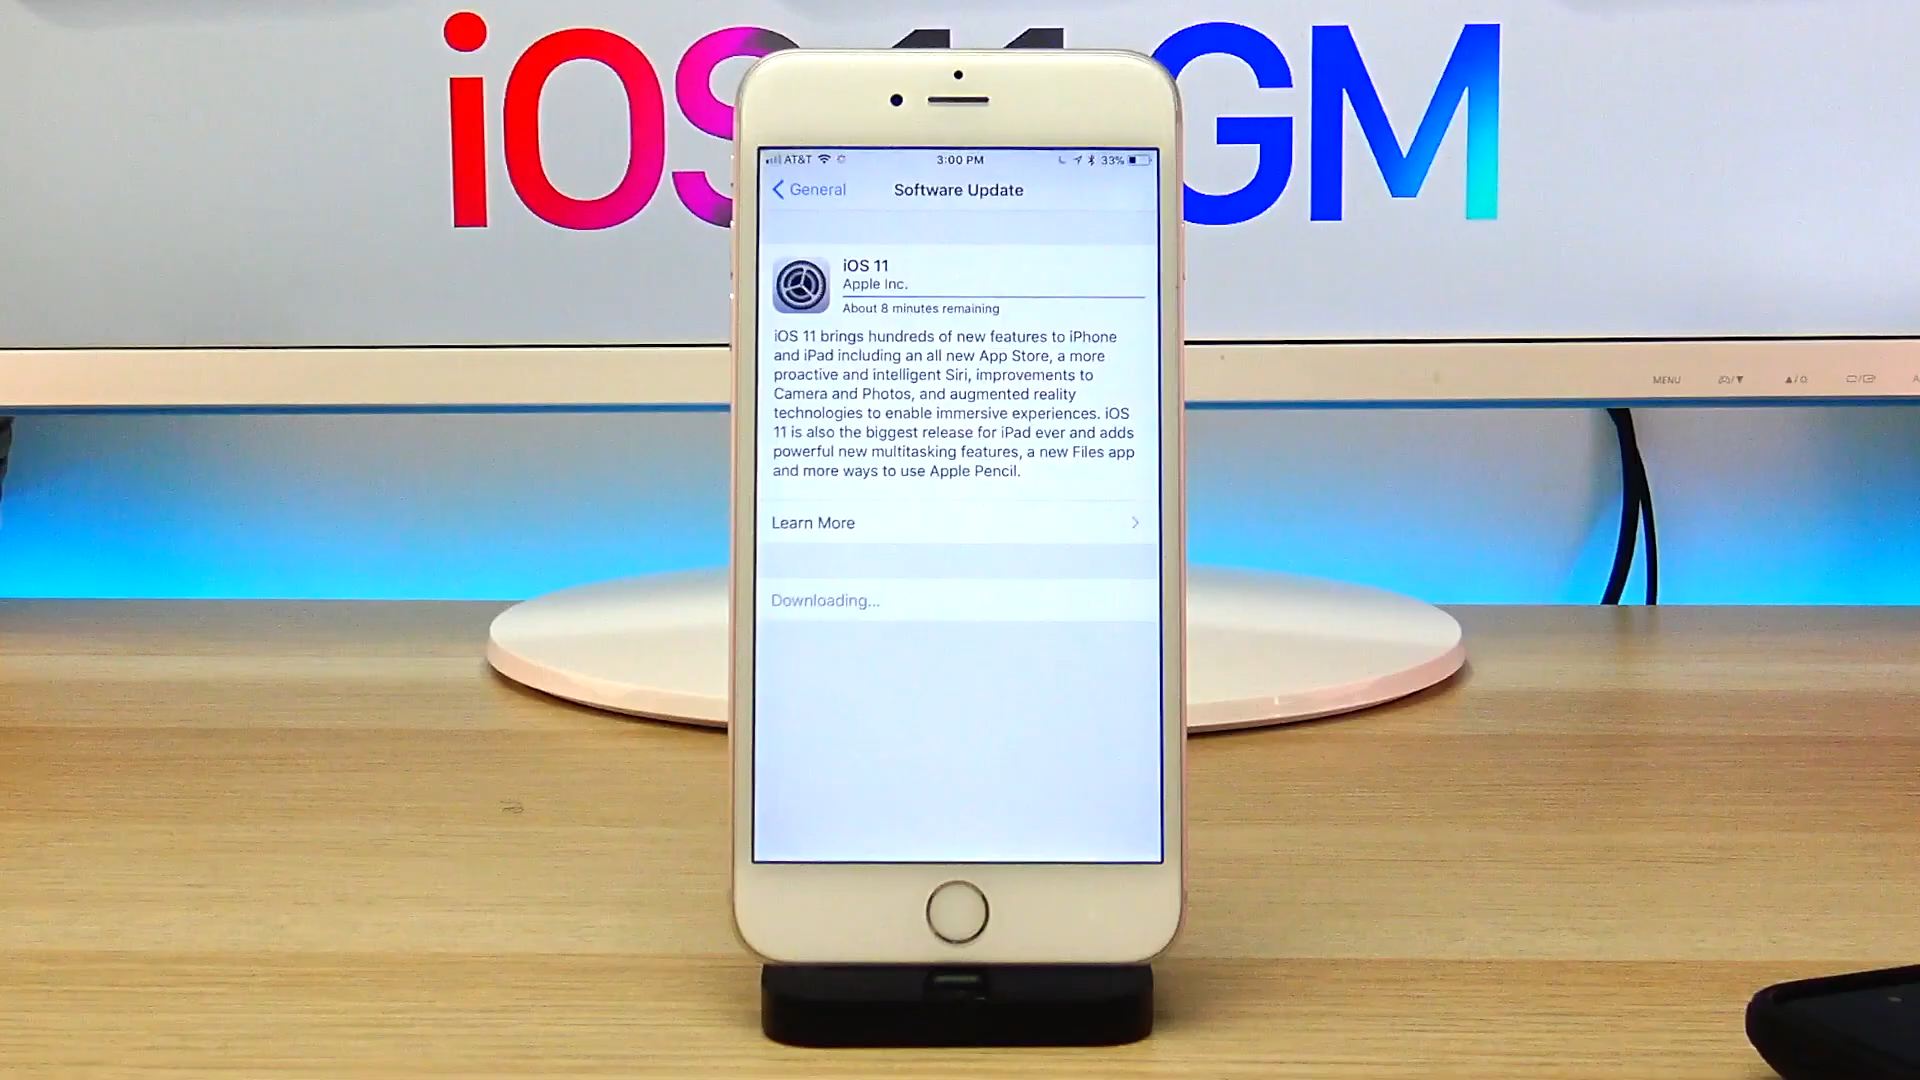 iOS 11 GM
AT&T 3:00 PM 33%
General Software Update
iOS 11
Apple Inc.
About 8 minutes remaining
iOS 11 brings hundreds of new features to iPhone
and iPad including an all new App Store, a more
proactive and intelligent Siri, improvements to
Camera and Photos, and augmented reality
technologies to enable immersive experiences. iOS
11 is also the biggest release for iPad ever and adds
powerful new multitasking features, a new Files app
and more ways to use Apple Pencil.
Learn More
Downloading...
MENU